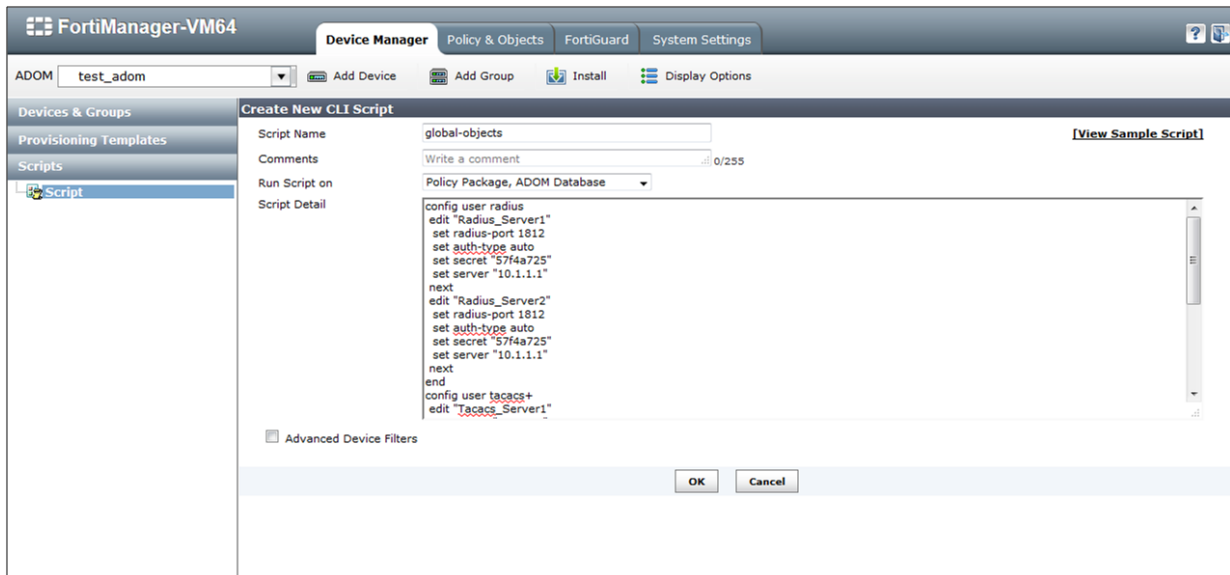 FortiManager-VM64
Device Manager Policy & Objects FortiGuard System Settings
?
ADOM test_adom Add Device Add Group Install Display Options
Devices & Groups
Provisioning Templates
Scripts
Script
Create New CLI Script
Script Name global-objects [View Sample Script]
Comments Write a comment 0/255
Run Script on Policy Package, ADOM Database
Script Detail
config user radius
edit "Radius_Server1"
set radius-port 1812
set auth-type auto
set secret "57f4a725"
set server "10.1.1.1"
next
edit "Radius_Server2"
set radius-port 1812
set auth-type auto
set secret "57f4a725"
set server "10.1.1.1"
next
end
config user tacacs+
edit "Tacacs_Server1"
Advanced Device Filters
OK Cancel